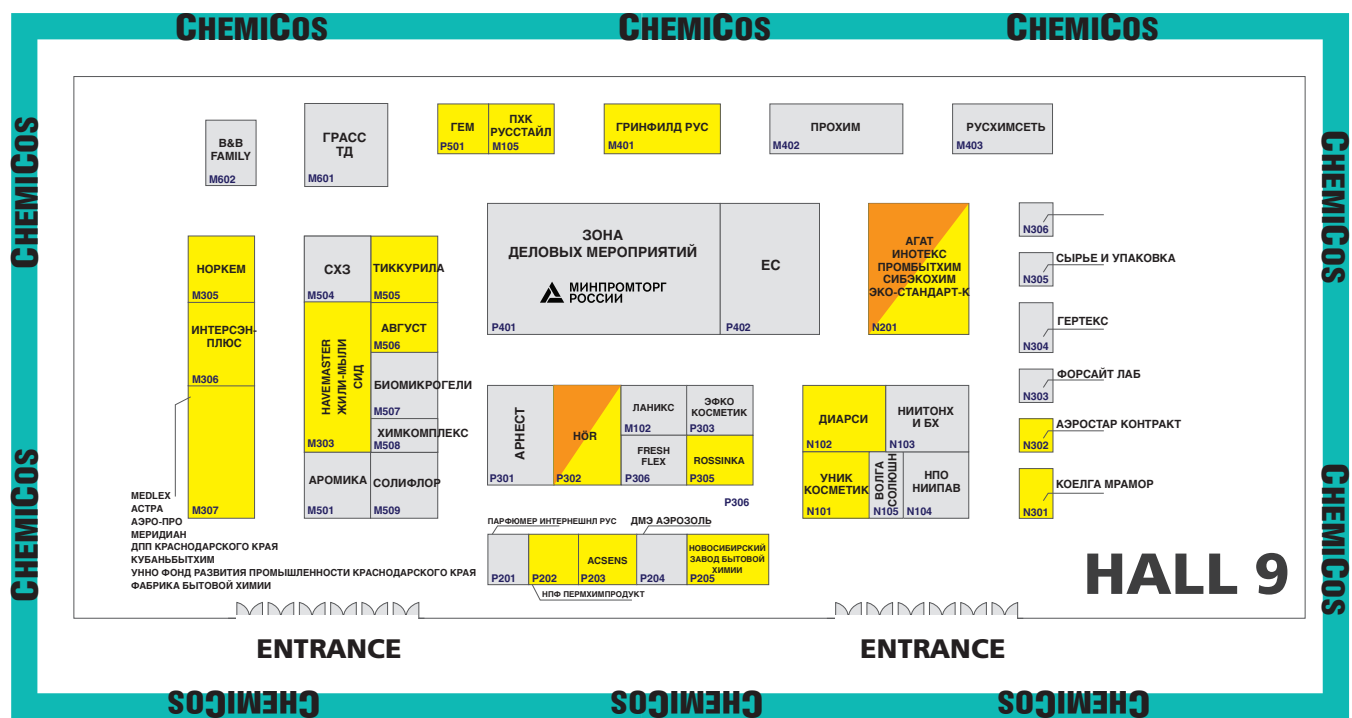 CHEMICOS
CHEMICOS
CHEMICOS
CHEMICOS
CHEMICOS
B&B
FAMILY
M602
ГРАСС
ТД
M601
ГЕМ
P501
ПХК
РУССТАЙЛ
M105
ГРИНФИЛД РУС
M401
ПРОХИМ
M402
РУСХИМСЕТЬ
M403
НОРКЕМ
M305
ИНТЕРСЭН-
ПЛЮС
M306
M307
СХЗ
M504
ТИККУРИЛА
M505
HAVEMASTER
ЖИЛИ-МЫЛИ
СИД
M303
АВГУСТ
M506
БИОМИКРОГЕЛИ
M507
ХИМКОМПЛЕКС
M508
АРОМИКА
M501
СОЛИФЛОР
M509
ЗОНА
ДЕЛОВЫХ МЕРОПРИЯТИЙ
МИНПРОМТОРГ
РОССИИ
P401
ЕС
P402
АГАТ
ИНОТЕКС
ПРОМБЫТХИМ
СИБЭКОХИМ
ЭКО-СТАНДАРТ-К
N201
N306
СЫРЬЕ И УПАКОВКА
N305
ГЕРТЕКС
N304
ФОРСАЙТ ЛАБ
N303
АЭРОСТАР КОНТРАКТ
N302
КОЕЛГА МРАМОР
N301
АРНЕСТ
P301
HÖR
P302
ЛАНИКС
M102
ЭФКО
КОСМЕТИК
P303
FRESH
FLEX
P306
ROSSINKA
P305
P306
ДИАРСИ
N102
НИИТОНХ
И БХ
N103
УНИК
КОСМЕТИК
N101
ВОЛГА
СОЛЮШН
N105
НПО
НИИПАВ
N104
MEDLEX
АСТРА
АЭРО-ПРО
МЕРИДИАН
ДПП КРАСНОДАРСКОГО КРАЯ
КУБАНЬБЫТХИМ
УННО ФОНД РАЗВИТИЯ ПРОМЫШЛЕННОСТИ КРАСНОДАРСКОГО КРАЯ
ФАБРИКА БЫТОВОЙ ХИМИИ
ПАРФЮМЕР ИНТЕРНЕШНЛ РУС
ДМЭ АЭРОЗОЛЬ
P201
P202
ACSENS
P203
P204
НОВОСИБИРСКИЙ
ЗАВОД БЫТОВОЙ
ХИМИИ
P205
НПФ ПЕРМХИМПРОДУКТ
HALL 9
ENTRANCE
ENTRANCE
CHEMICOS
CHEMICOS
CHEMICOS
CHEMICOS
CHEMICOS